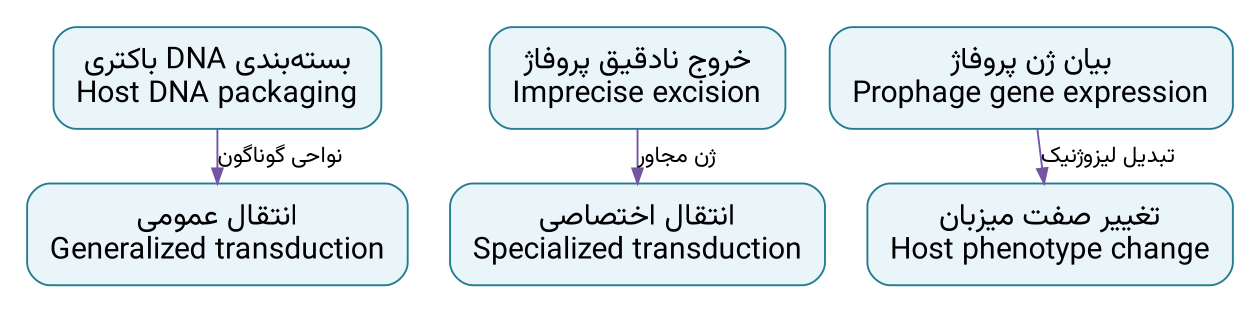 بسته‌بندی DNA باکتری
Host DNA packaging
نواحی گوناگون
انتقال عمومی
Generalized transduction
خروج نادقیق پروفاژ
Imprecise excision
ژن مجاور
انتقال اختصاصی
Specialized transduction
بیان ژن پروفاژ
Prophage gene expression
تبدیل لیزوژنیک
تغییر صفت میزبان
Host phenotype change